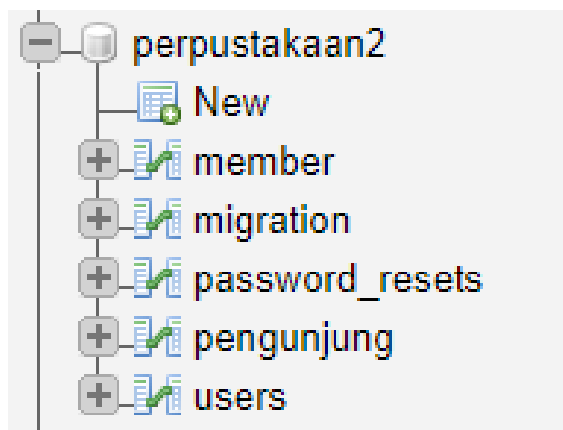 perpustakaan2
New
member
migration
password_resets
pengunjung
users